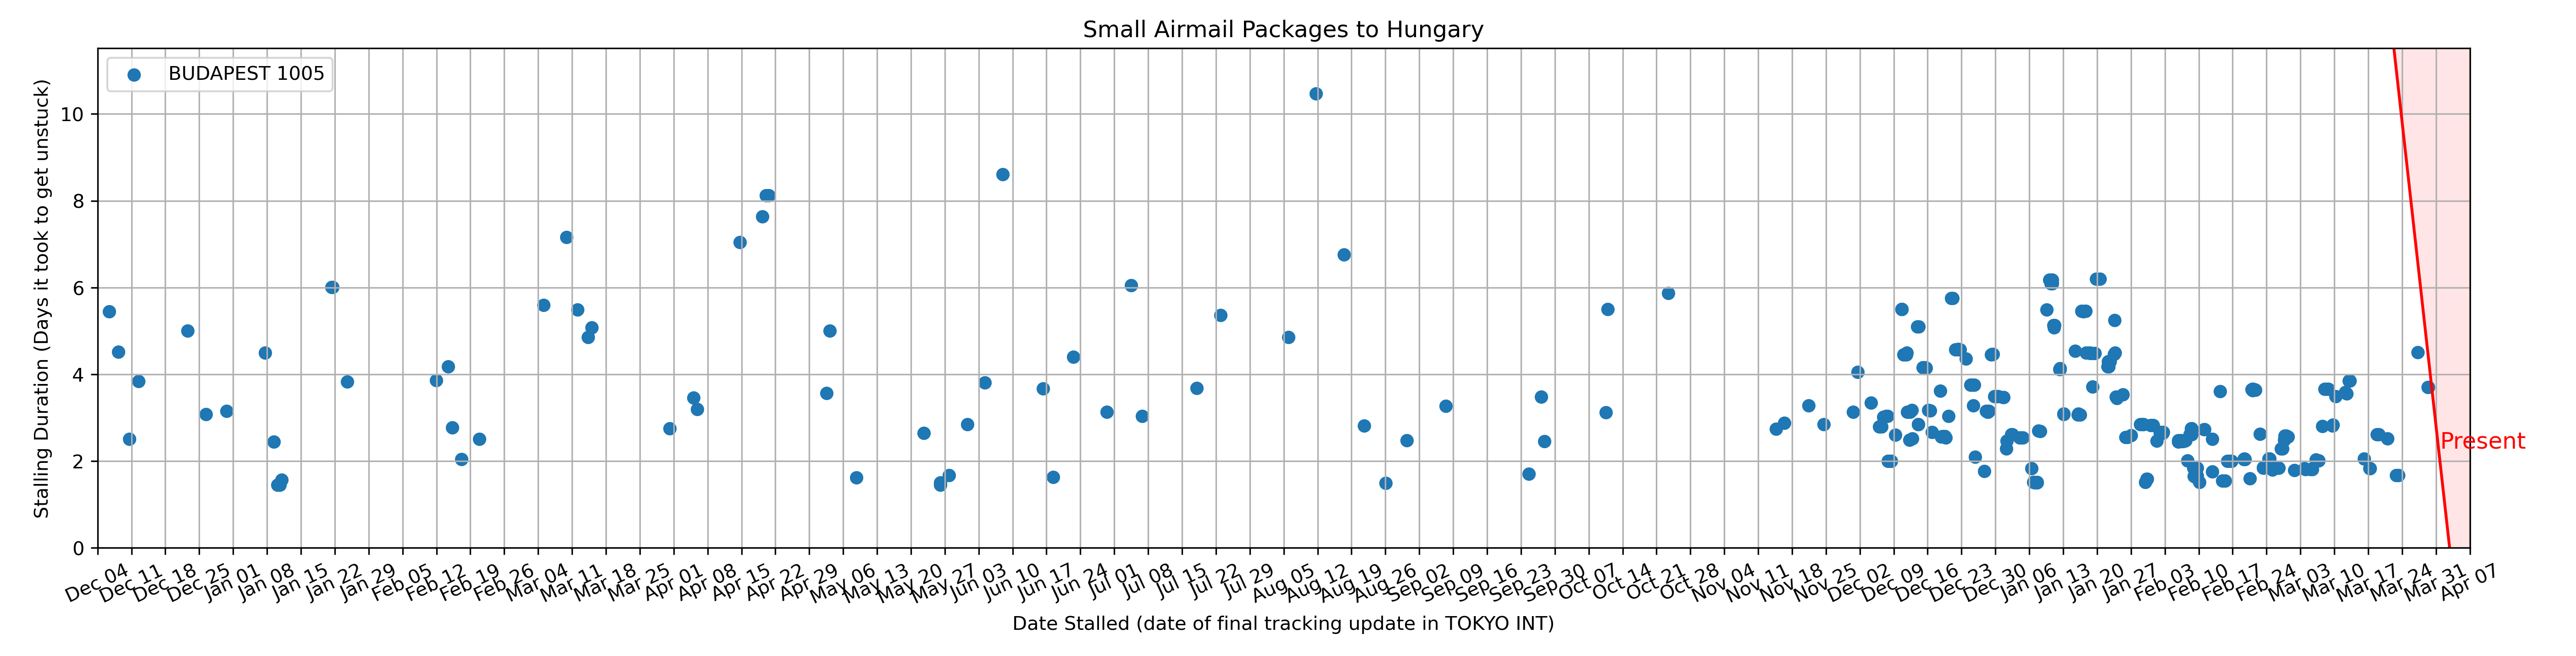 Small Airmail Packages to Hungary
BUDAPEST 1005
Stalling Duration (Days it took to get unstuck)
10
8
6
4
2
0
Present
Dec 04 Dec 11 Dec 18 Dec 25 Jan 01 Jan 08 Jan 15 Jan 22 Jan 29 Feb 05 Feb 12 Feb 19 Feb 26 Mar 04 Mar 11 Mar 18 Mar 25 Apr 01 Apr 08 Apr 15 Apr 22 Apr 29 May 06 May 13 May 20 May 27 Jun 03 Jun 10 Jun 17 Jun 24 Jul 01 Jul 08 Jul 15 Jul 22 Jul 29 Aug 05 Aug 12 Aug 19 Aug 26 Sep 02 Sep 09 Sep 16 Sep 23 Sep 30 Oct 07 Oct 14 Oct 21 Oct 28 Nov 04 Nov 11 Nov 18 Nov 25 Dec 02 Dec 09 Dec 16 Dec 23 Dec 30 Jan 06 Jan 13 Jan 20 Jan 27 Feb 03 Feb 10 Feb 17 Feb 24 Mar 03 Mar 10 Mar 17 Mar 24 Mar 31 Apr 07
Date Stalled (date of final tracking update in TOKYO INT)